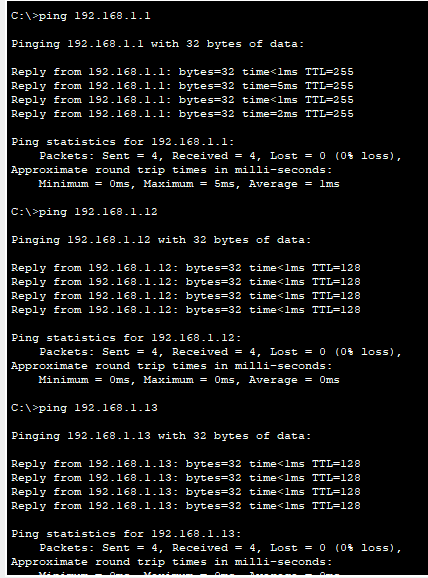 C:\>ping 192.168.1.1
Pinging 192.168.1.1 with 32 bytes of data:
Reply from 192.168.1.1: bytes=32 time<1ms TTL=255
Reply from 192.168.1.1: bytes=32 time=5ms TTL=255
Reply from 192.168.1.1: bytes=32 time<1ms TTL=255
Reply from 192.168.1.1: bytes=32 time=2ms TTL=255
Ping statistics for 192.168.1.1:
Packets: Sent = 4, Received = 4, Lost = 0 (0% loss),
Approximate round trip times in milli-seconds:
Minimum = 0ms, Maximum = 5ms, Average = 1ms
C:\>ping 192.168.1.12
Pinging 192.168.1.12 with 32 bytes of data:
Reply from 192.168.1.12: bytes=32 time<1ms TTL=128
Reply from 192.168.1.12: bytes=32 time<1ms TTL=128
Reply from 192.168.1.12: bytes=32 time<1ms TTL=128
Reply from 192.168.1.12: bytes=32 time<1ms TTL=128
Ping statistics for 192.168.1.12:
Packets: Sent = 4, Received = 4, Lost = 0 (0% loss),
Approximate round trip times in milli-seconds:
Minimum = 0ms, Maximum = 0ms, Average = 0ms
C:\>ping 192.168.1.13
Pinging 192.168.1.13 with 32 bytes of data:
Reply from 192.168.1.13: bytes=32 time<1ms TTL=128
Reply from 192.168.1.13: bytes=32 time<1ms TTL=128
Reply from 192.168.1.13: bytes=32 time<1ms TTL=128
Reply from 192.168.1.13: bytes=32 time<1ms TTL=128
Ping statistics for 192.168.1.13:
Packets: Sent = 4, Received = 4, Lost = 0 (0% loss),
Approximate round trip times in milli-seconds: